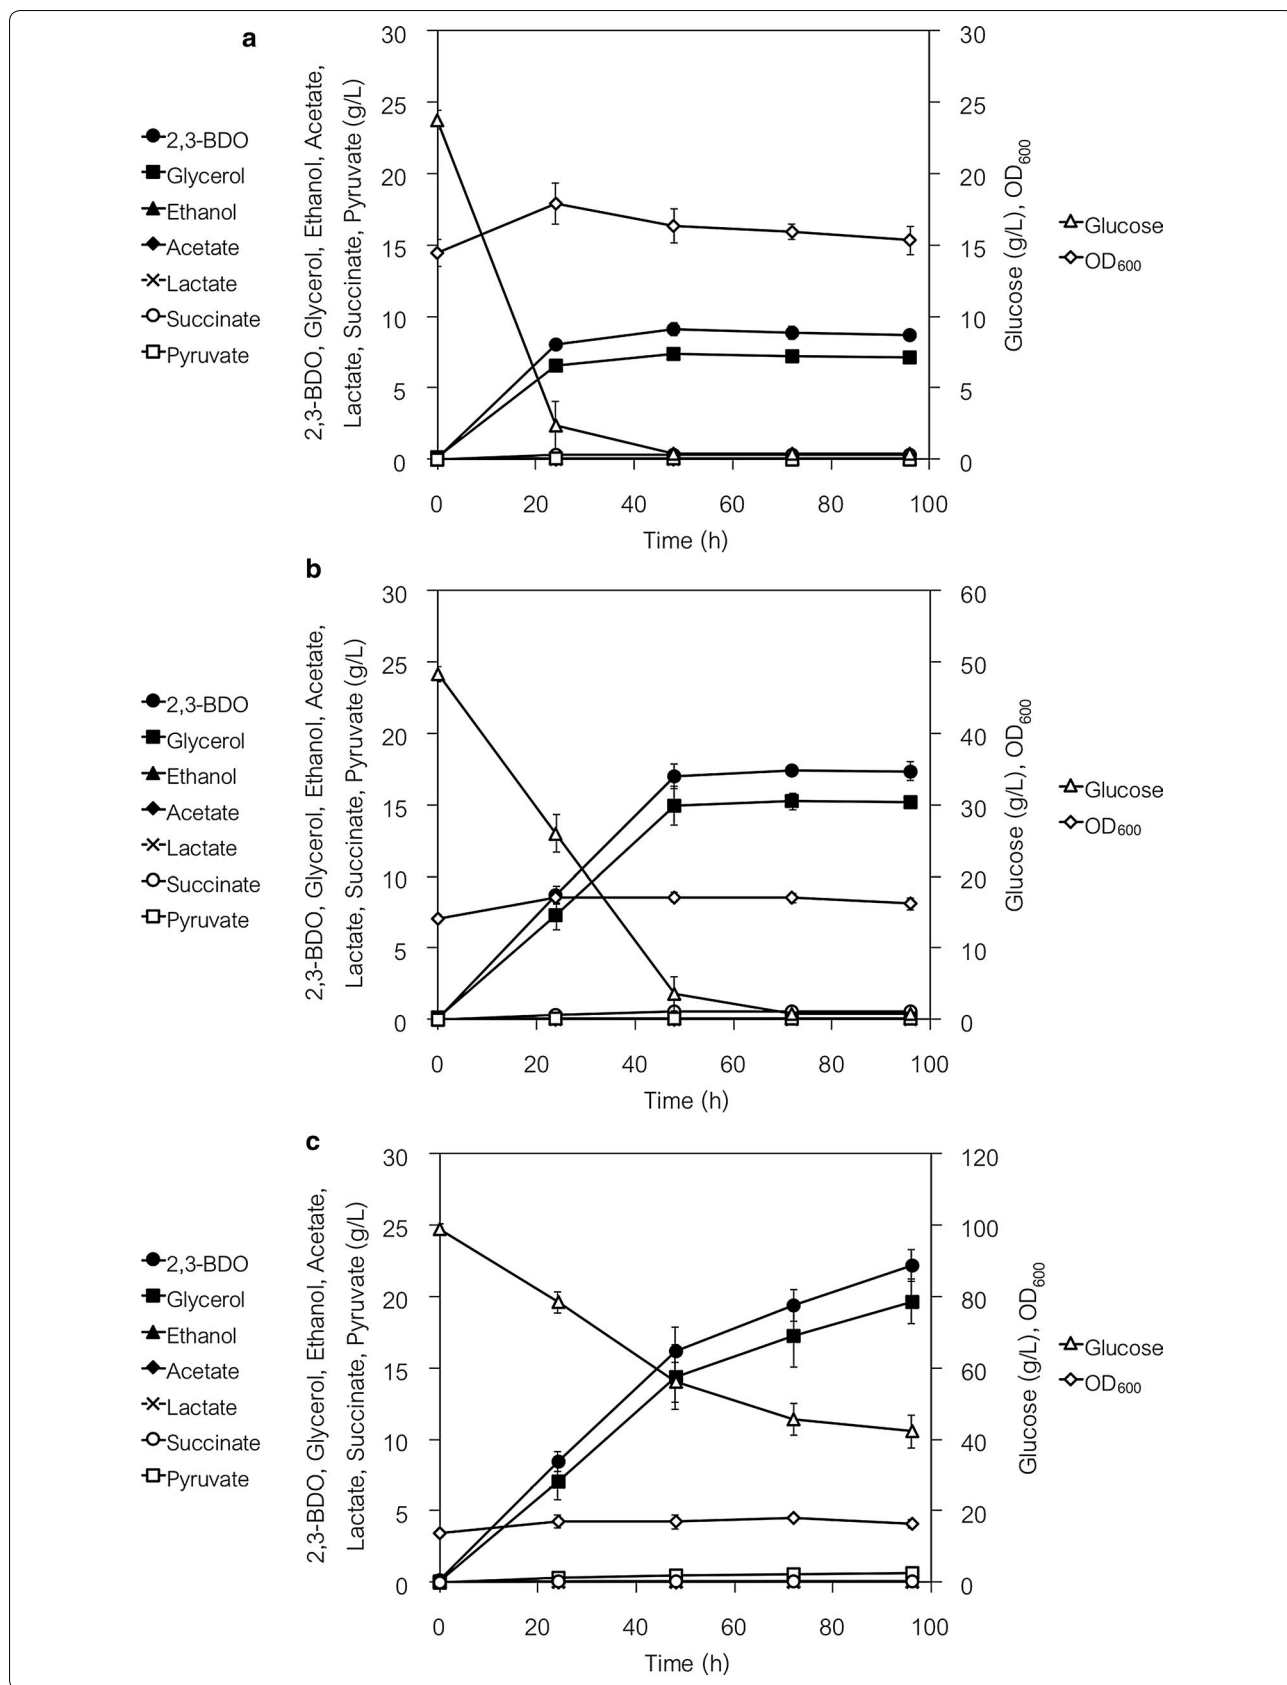 a
2,3-BDO
Glycerol
Ethanol
Acetate
Lactate
Succinate
Pyruvate
2,3-BDO, Glycerol, Ethanol, Acetate,
Lactate, Succinate, Pyruvate (g/L)
30
25
20
15
10
5
0
0 20 40 60 80 100
Time (h)
30
25
20
15
10
5
0
Glucose (g/L), OD600
Glucose
OD600
b
2,3-BDO
Glycerol
Ethanol
Acetate
Lactate
Succinate
Pyruvate
2,3-BDO, Glycerol, Ethanol, Acetate,
Lactate, Succinate, Pyruvate (g/L)
30
25
20
15
10
5
0
0 20 40 60 80 100
Time (h)
60
50
40
30
20
10
0
Glucose (g/L), OD600
Glucose
OD600
c
2,3-BDO
Glycerol
Ethanol
Acetate
Lactate
Succinate
Pyruvate
2,3-BDO, Glycerol, Ethanol, Acetate,
Lactate, Succinate, Pyruvate (g/L)
30
25
20
15
10
5
0
0 20 40 60 80 100
Time (h)
120
100
80
60
40
20
0
Glucose (g/L), OD600
Glucose
OD600